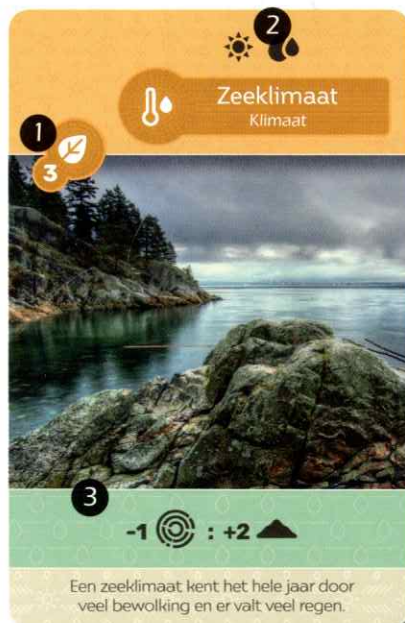 2
Zeeklimaat
Klimaat
1
3
3
-1 : +2
Een zeeklimaat kent het hele jaar door
veel bewolking en er valt veel regen.